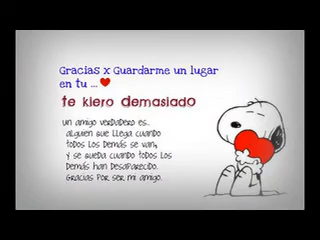 Gracias x Guardarme un lugar
en tu ... ❤
te kiero demasiado
un amigo verdadero es..
alguien que llega cuando
todos los demás se van,
y se queda cuando todos los
demás han desaparecido.
Gracias por ser mi amigo.